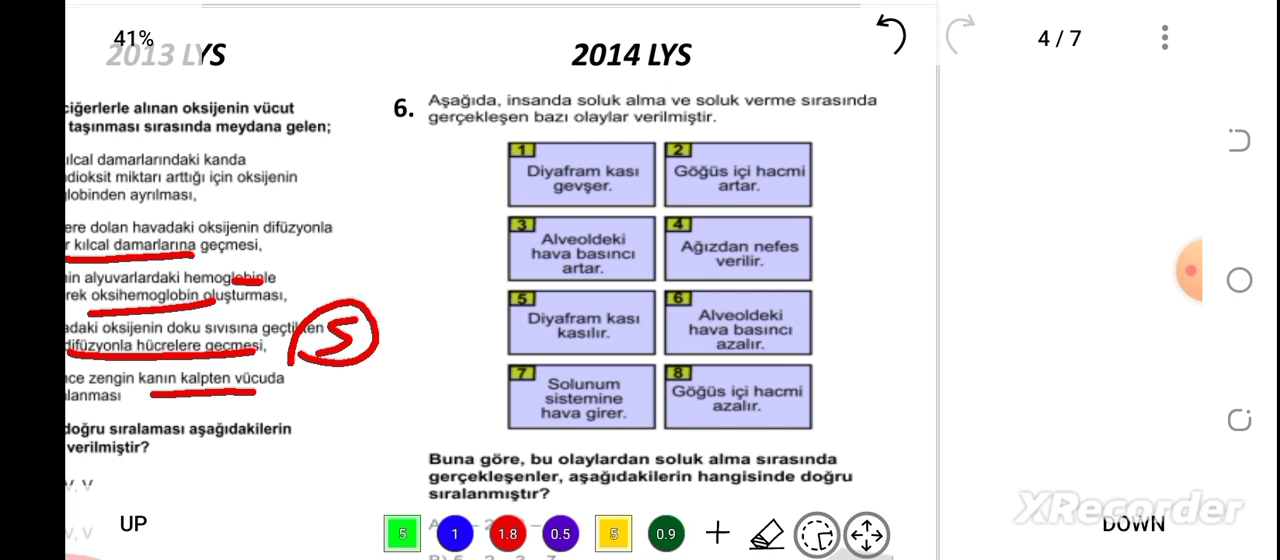 41%
4 / 7
2013 LYS
ciğerlerle alınan oksijenin vücut
taşınması sırasında meydana gelen;
ılcal damarlarındaki kanda
dioksit miktarı arttığı için oksijenin
lobinden ayrılması,
ere dolan havadaki oksijenin difüzyonla
r kılcal damarlarına geçmesi,
in alyuvarlardaki hemoglobinle
rek oksihemoglobin oluşturması,
adaki oksijenin doku sıvısına geçtikten
difüzyonla hücrelere geçmesi,
5
nce zengin kanın kalpten vücuda
lanması
doğru sıralaması aşağıdakilerin
verilmiştir?
V, V
V, V
2014 LYS
6. Aşağıda, insanda soluk alma ve soluk verme sırasında
gerçekleşen bazı olaylar verilmiştir.
1
Diyafram kası
gevşer.
2
Göğüs içi hacmi
artar.
3
Alveoldeki
hava basıncı
artar.
4
Ağızdan nefes
verilir.
5
Diyafram kası
kasılır.
6
Alveoldeki
hava basıncı
azalır.
7
Solunum
sistemine
hava girer.
8
Göğüs içi hacmi
azalır.
Buna göre, bu olaylardan soluk alma sırasında
gerçekleşenler, aşağıdakilerin hangisinde doğru
sıralanmıştır?
UP
5 1 1.8 0.5 5 0.9
XRecorder
DOWN